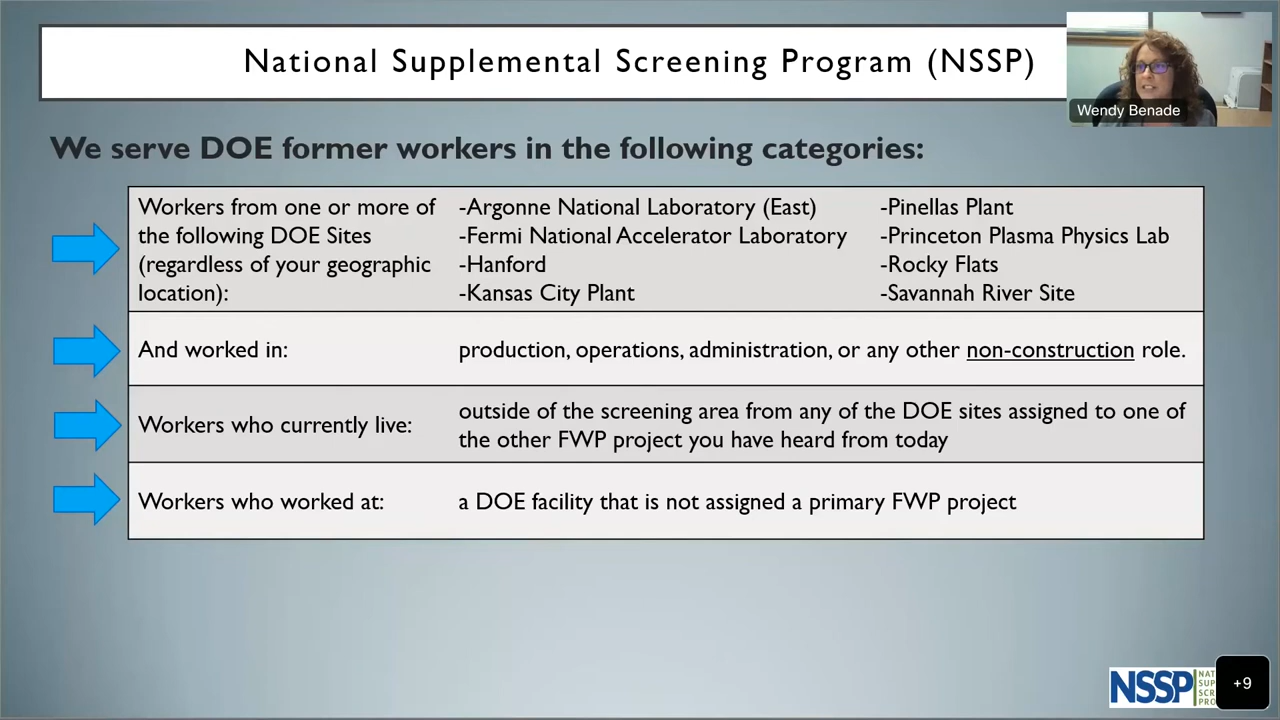 National Supplemental Screening Program (NSSP)
Wendy Benade
We serve DOE former workers in the following categories:
Workers from one or more of
the following DOE Sites
(regardless of your geographic
location):
-Argonne National Laboratory (East)
-Fermi National Accelerator Laboratory
-Hanford
-Kansas City Plant
-Pinellas Plant
-Princeton Plasma Physics Lab
-Rocky Flats
-Savannah River Site
And worked in:
production, operations, administration, or any other non-construction role.
Workers who currently live:
outside of the screening area from any of the DOE sites assigned to one of
the other FWP project you have heard from today
Workers who worked at:
a DOE facility that is not assigned a primary FWP project
NSSP
+9